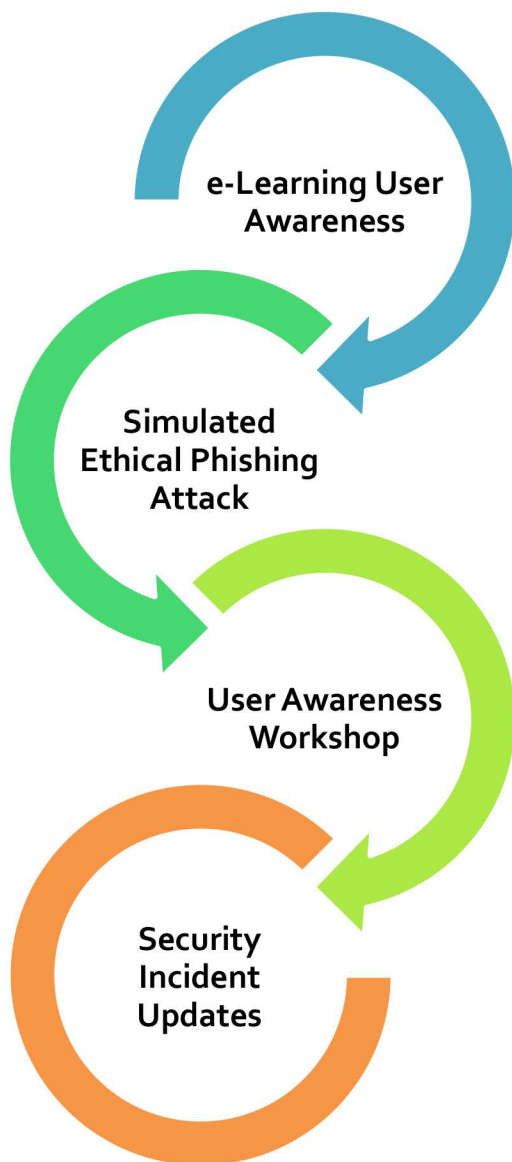 e-Learning User
Awareness
Simulated
Ethical Phishing
Attack
User Awareness
Workshop
Security
Incident
Updates